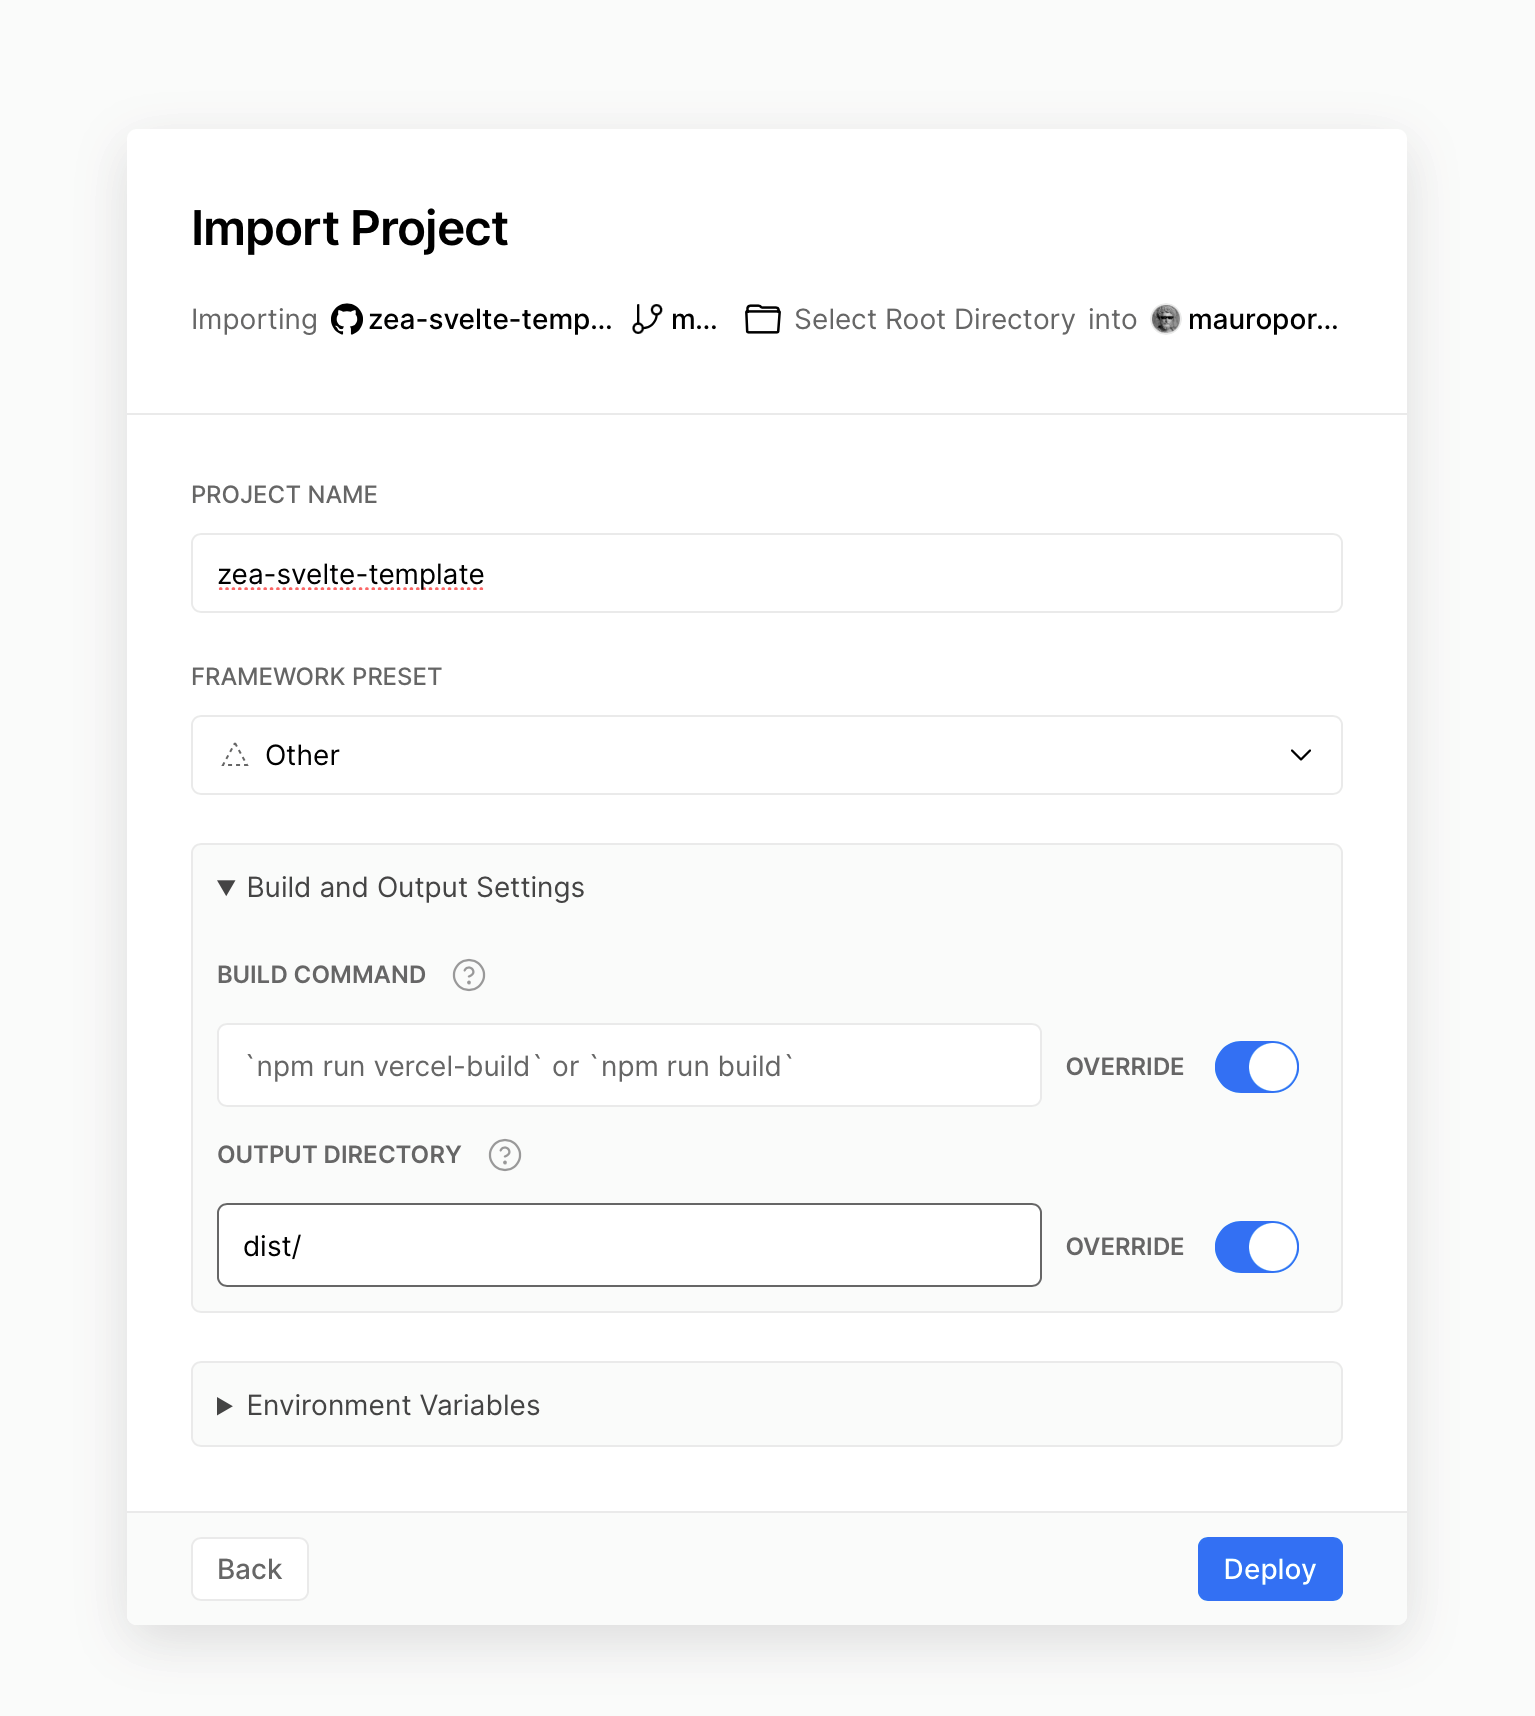 Import Project
Importing zea-svelte-temp... m... Select Root Directory into mauropor...
PROJECT NAME
zea-svelte-template
FRAMEWORK PRESET
Other
Build and Output Settings
BUILD COMMAND ?
`npm run vercel-build` or `npm run build` OVERRIDE
OUTPUT DIRECTORY ?
dist/ OVERRIDE
Environment Variables
Back Deploy